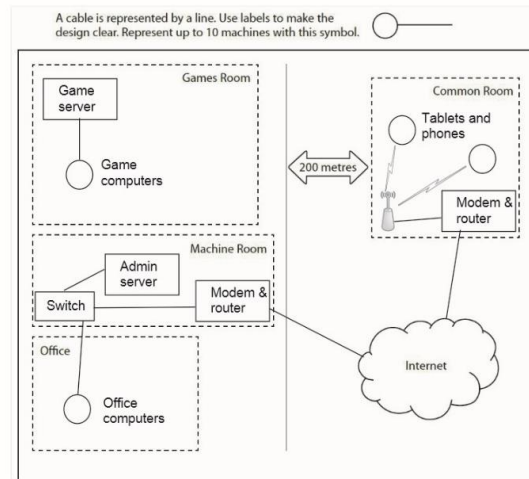 A cable is represented by a line. Use labels to make the
design clear. Represent up to 10 machines with this symbol.
Games Room
Game
server
Game
computers
Common Room
Tablets and
phones
200 metres
Modem &
router
Machine Room
Admin
server
Switch
Modem &
router
Office
Office
computers
Internet